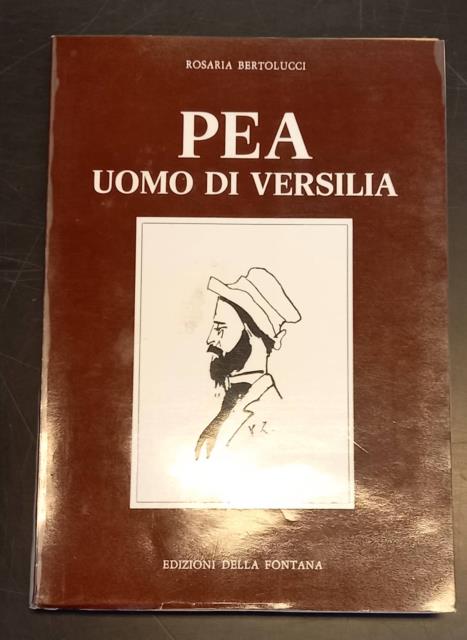 ROSARIA BERTOLUCCI
PEA
UOMO DI VERSILIA
EDIZIONI DELLA FONTANA